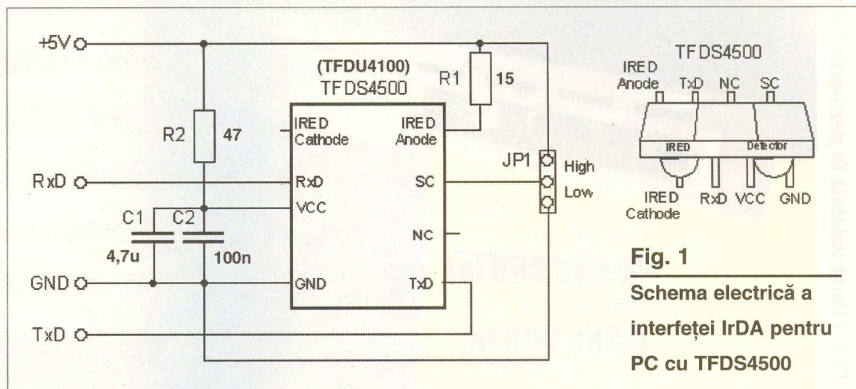 +5V
(TFDU4100)
TFDS4500
R1
15
IRED
Cathode
IRED
Anode
R2
47
RxD
RxD
SC
JP1
High
Low
VCC
C1
C2
4,7u
100n
NC
GND
GND
TxD
TxD
TFDS4500
IRED
Anode
TxD
NC
SC
IRED
Detector
IRED
Cathode
RxD
VCC
GND
Fig. 1
Schema electrică a
interfeței IrDA pentru
PC cu TFDS4500